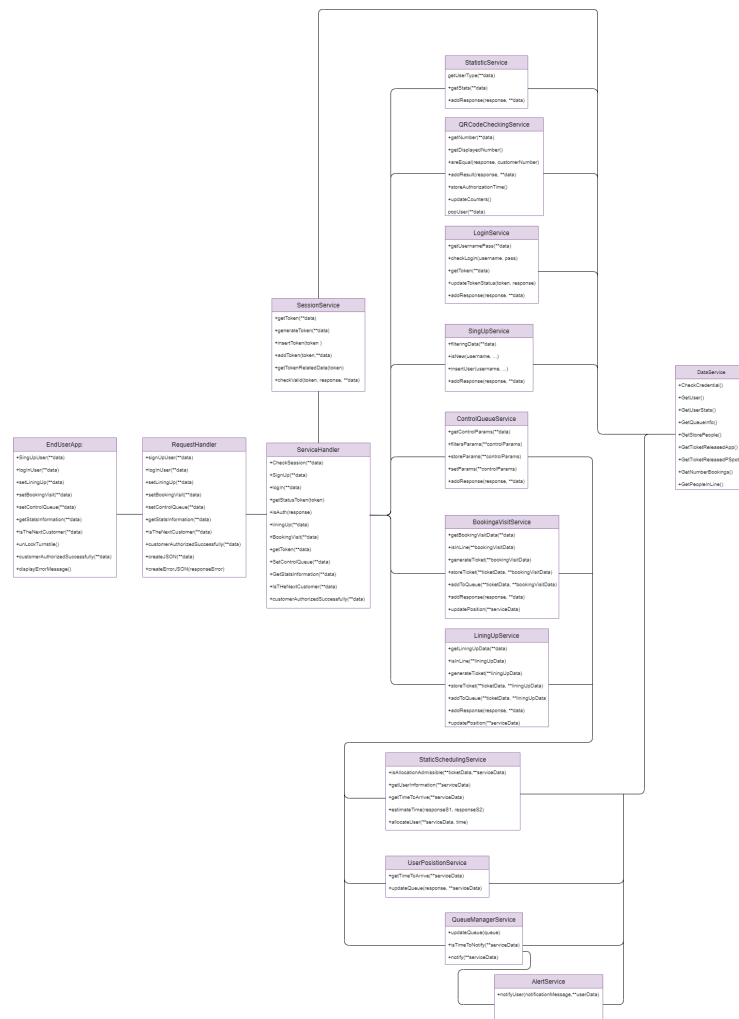 StatisticService
getUserType(**data)
+getStats(**data)
+addResponse(response, **data)
QRCodeCheckingService
+getNumber(**data)
+getDisplayedNumber()
+areEqual(response, customerNumber)
+addResult(response, **data)
+storeAuthorizationTime()
+updateCounters()
popUser(**data)
LoginService
+getUsernamePass(**data)
+checkLogin(username, pass)
+getToken(**data)
+updateTokenStatus(token, response)
+addResponse(response, **data)
SessionService
+getToken(**data)
+generateToken(**data)
+insertToken(token )
+addToken(token,**data)
+getTokenRelatedData(token)
+checkValid(token, response, **data)
SingUpService
+filteringData(**data)
+isNew(username, ...)
+insertUser(username, ...)
+addResponse(response, **data)
DataService
+CheckCredential()
+GetUser()
+GetUserStats()
+GetQueueInfo()
+GetStorePeople()
+GetTicketReleasedApp()
+GetTicketReleasedPSpot
+GetNumberBookings()
+GetPeopleInLine()
ControlQueueService
+getControlParams(**data)
+filtersParams(**controlParams)
+storeParams(**controlParams)
+setParams(**controlParams)
+addResponse(response, **data)
EndUserApp
+SingUpUser(**data)
+loginUser(**data)
+setLiningUp(**data)
+setBookingVisit(**data)
+setControlQueue(**data)
+getStatsInformation(**data)
+isTheNextCustomer(**data)
+unLockTurnstile()
+customerAuthorizedSuccessfully(**data)
+displayErrorMessage()
RequestHandler
+signUpUser(**data)
+loginUser(**data)
+setLiningUp(**data)
+setBookingVisit(**data)
+setControlQueue(**data)
+getStatsInformation(**data)
+isTheNextCustomer(**data)
+customerAuthorizedSuccessfully(**data)
+createJSON(**data)
+createErrorJSON(responseError)
ServiceHandler
+CheckSession(**data)
+SignUp(**data)
+login(**data)
+getStatusToken(token)
+isAuth(response)
+liningUp(**data)
+BookingVisit(**data)
+getToken(**data)
+SetControlQueue(**data)
+GetStatsInformation(**data)
+isTHeNextCustomer(**data)
+customerAuthorizedSuccessfully(**data)
BookingaVisitService
+getBookingVisitData(**data)
+isInLine(**bookingVisitData)
+generateTicket(**bookingVisitData)
+storeTicket(**ticketData, **bookingVisitData)
+addToQueue(**ticketData, **bookingVisitData)
+addResponse(response, **data)
+updatePosition(**serviceData)
LiningUpService
+getLiningUpData(**data)
+isInLine(**liningUpData)
+generateTicket(**liningUpData)
+storeTicket(**ticketData, **liningUpData)
+addToQueue(**ticketData, **liningUpData)
+addResponse(response, **data)
+updatePosition(**serviceData)
StaticSchedulingService
+isAllocationAdmissible(**ticketData,**serviceData)
+getUserInformation(**serviceData)
+getTimeToArrive(**serviceData)
+estimateTime(responseS1, responseS2)
+allocateUser(**serviceData, time)
UserPosistionService
+getTimeToArrive(**serviceData)
+updateQueue(response, **serviceData)
QueueManagerService
+updateQueue(queue)
+isTimeToNotify(**serviceData)
+notify(**serviceData)
AlertService
+notifyUser(notificationMessage,**userData)